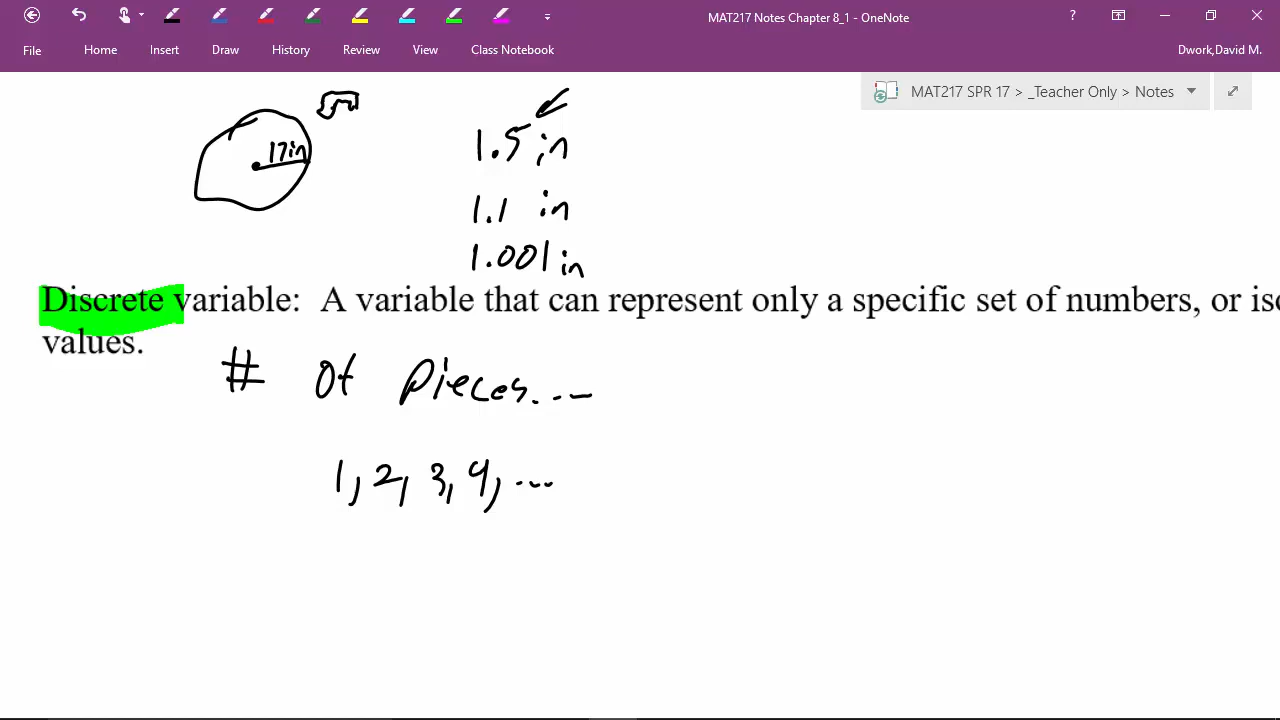 MAT217 Notes Chapter 8_1 - OneNote
?
Dwork,David M.
File Home Insert Draw History Review View Class Notebook
MAT217 SPR 17 > _Teacher Only > Notes
17in
1.5 in
1.1 in
1.001 in
Discrete variable: A variable that can represent only a specific set of numbers, or iso
values.
# of pieces....
1, 2, 3, 4, ...